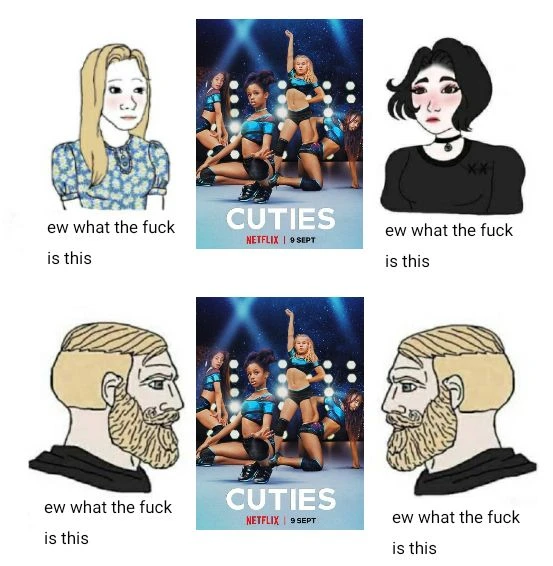 CUTIES
NETFLIX | 9 SEPT
ew what the fuck
is this
ew what the fuck
is this
CUTIES
NETFLIX | 9 SEPT
ew what the fuck
is this
ew what the fuck
is this